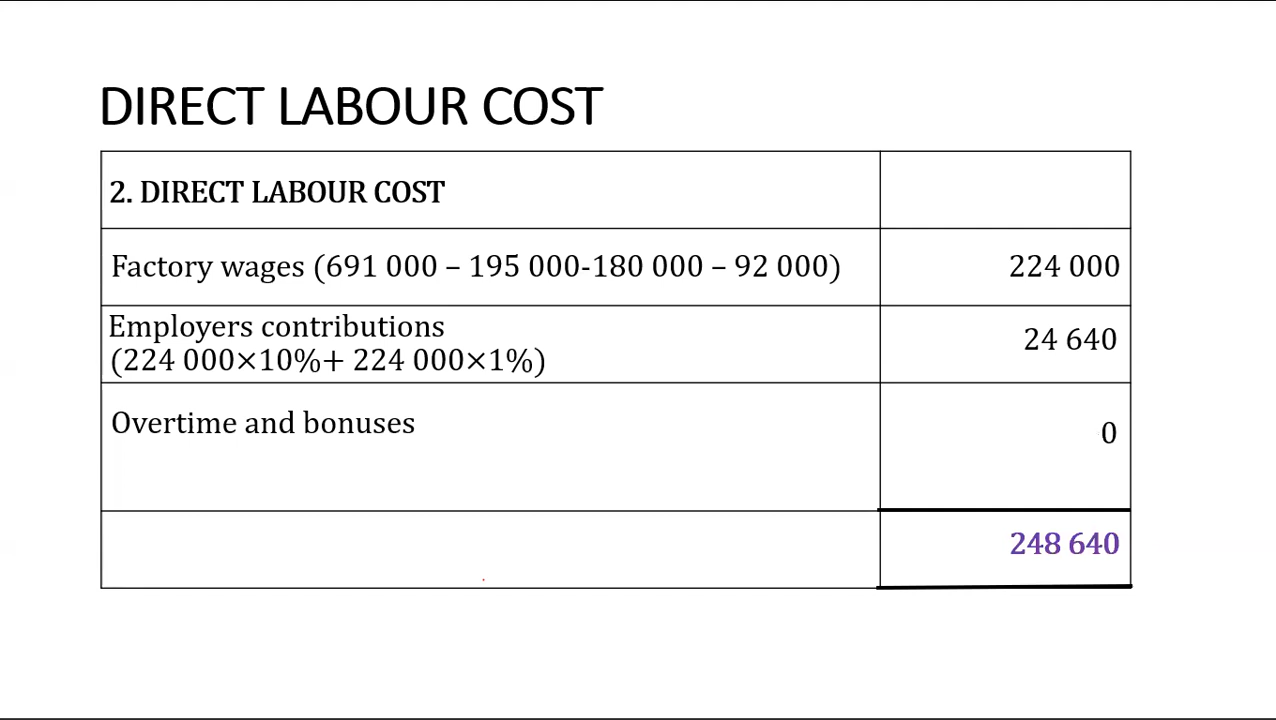 DIRECT LABOUR COST
2. DIRECT LABOUR COST
Factory wages (691 000 – 195 000-180 000 – 92 000)
224 000
Employers contributions
(224 000×10%+ 224 000×1%)
24 640
Overtime and bonuses
0
248 640